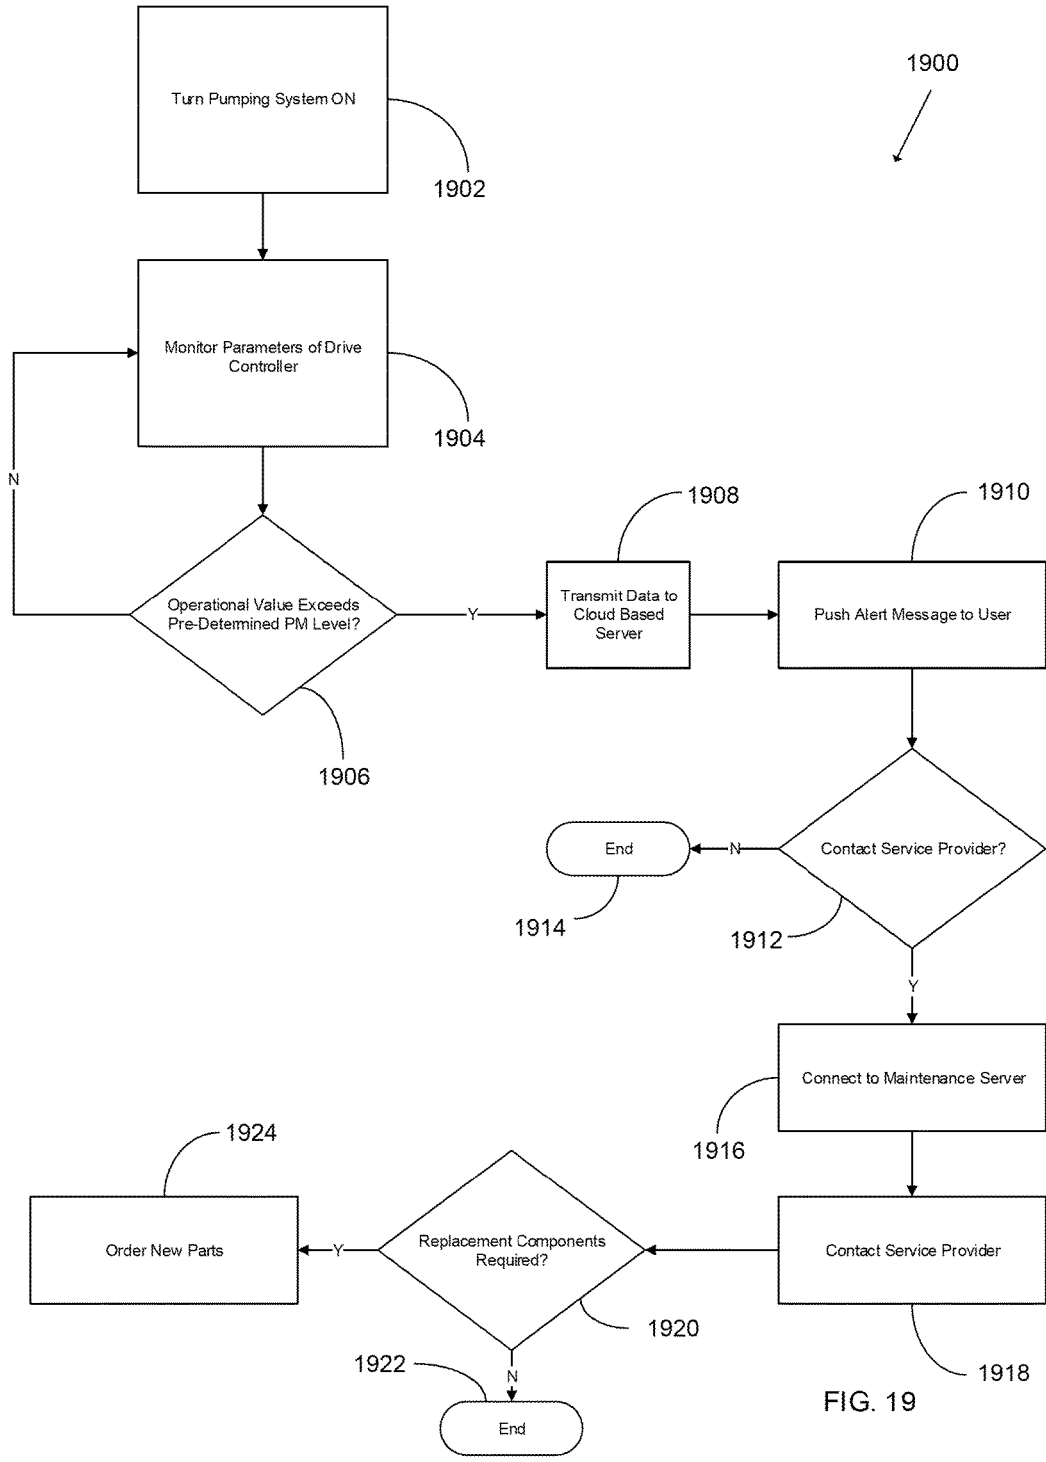 1900
Turn Pumping System ON
1902
Monitor Parameters of Drive
Controller
1904
N
Operational Value Exceeds
Pre-Determined PM Level?
Y
1906
1908
Transmit Data to
Cloud Based
Server
1910
Push Alert Message to User
Contact Service Provider?
1912
N
End
1914
Y
Connect to Maintenance Server
1916
Contact Service Provider
1918
Replacement Components
Required?
1920
Y
Order New Parts
1924
N
1922
End
FIG. 19